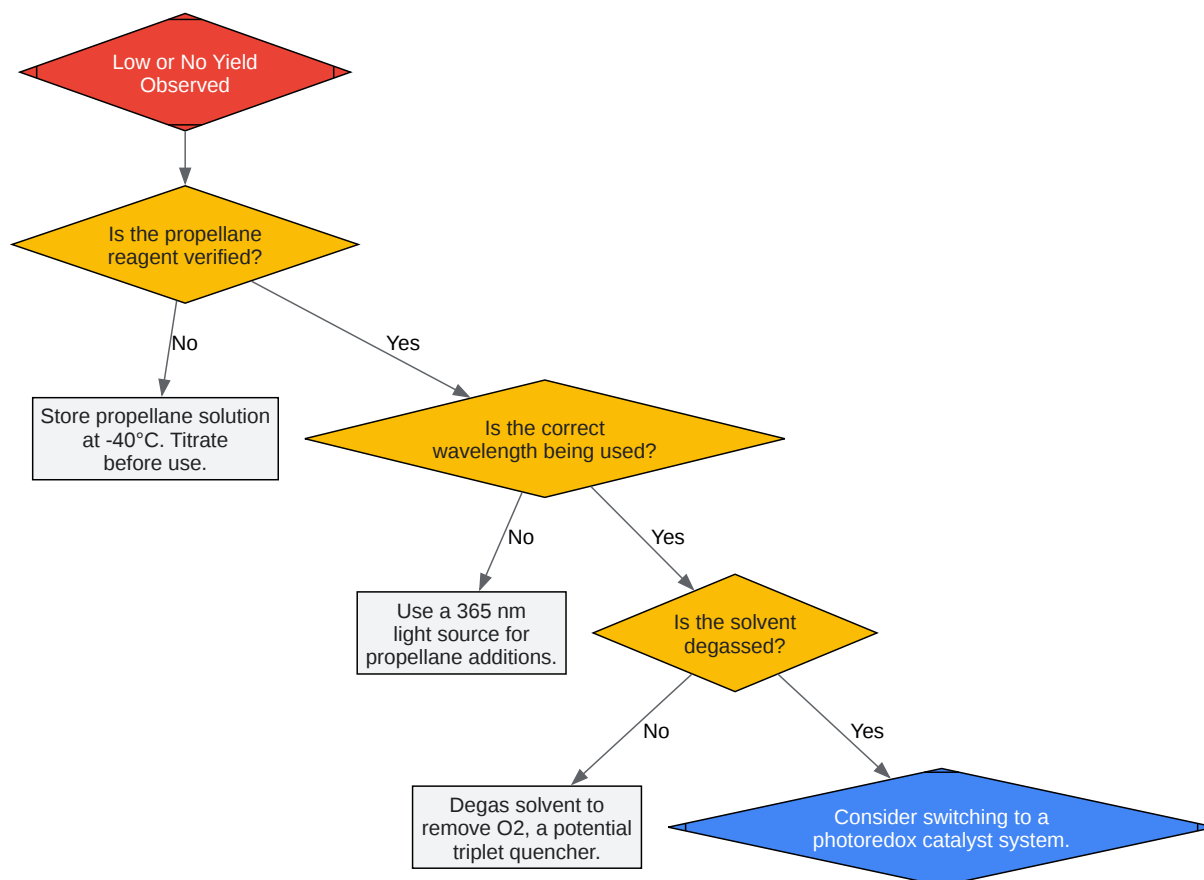 Low or No Yield
Observed
Is the propellane
reagent verified?
No
Yes
Store propellane solution
at -40°C. Titrate
before use.
Is the correct
wavelength being used?
No
Yes
Use a 365 nm
light source for
propellane additions.
Is the solvent
degassed?
No
Yes
Degas solvent to
remove O2, a potential
triplet quencher.
Consider switching to a
photoredox catalyst system.